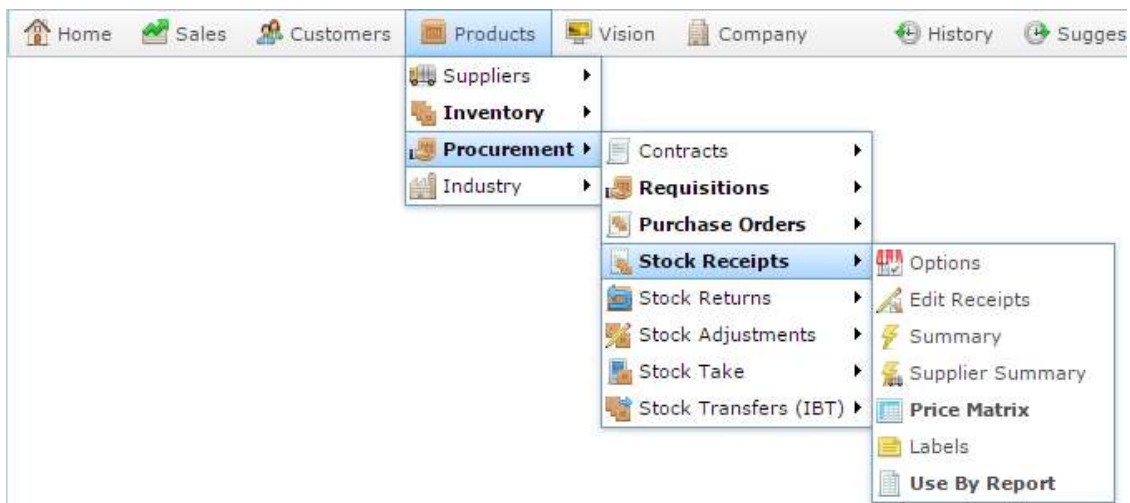 Home Sales Customers Products Vision Company History Sugges
Suppliers
Inventory
Procurement
Industry
Contracts
Requisitions
Purchase Orders
Stock Receipts
Stock Returns
Stock Adjustments
Stock Take
Stock Transfers (IBT)
Options
Edit Receipts
Summary
Supplier Summary
Price Matrix
Labels
Use By Report